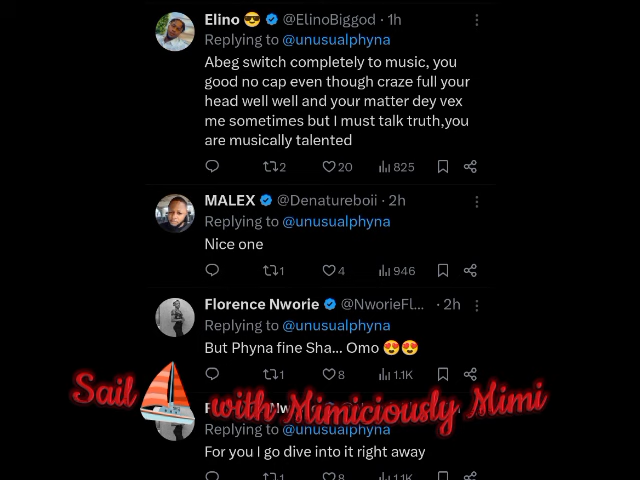 Elino 😎 @ElinoBiggod · 1h
Replying to @unusualphyna
Abeg switch completely to music, you
good no cap even though craze full your
head well well and your matter dey vex
me sometimes but I must talk truth,you
are musically talented
2 20 825
MALEX @Denatureboii · 2h
Replying to @unusualphyna
Nice one
1 4 946
Florence Nworie @NworieFl... · 2h
Replying to @unusualphyna
But Phyna fine Sha... Omo 😍😍
1 8 1.1K
Sail with Mimiciously Mimi
Replying to @unusualphyna
For you I go dive into it right away
1 8 1.1K